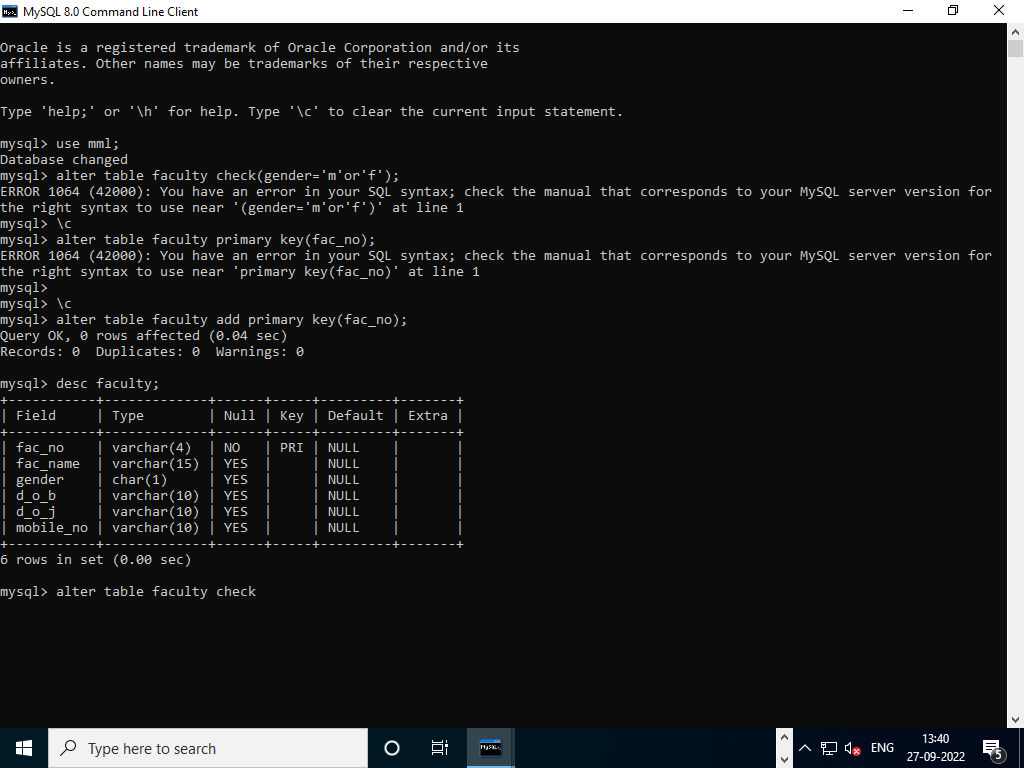 MySQL 8.0 Command Line Client
Oracle is a registered trademark of Oracle Corporation and/or its
affiliates. Other names may be trademarks of their respective
owners.
Type 'help;' or '\h' for help. Type '\c' to clear the current input statement.
mysql> use mml;
Database changed
mysql> alter table faculty check(gender='m'or'f');
ERROR 1064 (42000): You have an error in your SQL syntax; check the manual that corresponds to your MySQL server version for
the right syntax to use near '(gender='m'or'f')' at line 1
mysql> \c
mysql> alter table faculty primary key(fac_no);
ERROR 1064 (42000): You have an error in your SQL syntax; check the manual that corresponds to your MySQL server version for
the right syntax to use near 'primary key(fac_no)' at line 1
mysql>
mysql> \c
mysql> alter table faculty add primary key(fac_no);
Query OK, 0 rows affected (0.04 sec)
Records: 0  Duplicates: 0  Warnings: 0
mysql> desc faculty;
+-----------+-------------+------+-----+---------+-------+
| Field     | Type        | Null | Key | Default | Extra |
+-----------+-------------+------+-----+---------+-------+
| fac_no    | varchar(4)  | NO   | PRI | NULL    |       |
| fac_name  | varchar(15) | YES  |     | NULL    |       |
| gender    | char(1)     | YES  |     | NULL    |       |
| d_o_b     | varchar(10) | YES  |     | NULL    |       |
| d_o_j     | varchar(10) | YES  |     | NULL    |       |
| mobile_no | varchar(10) | YES  |     | NULL    |       |
+-----------+-------------+------+-----+---------+-------+
6 rows in set (0.00 sec)
mysql> alter table faculty check
Type here to search
ENG
13:40
27-09-2022
5